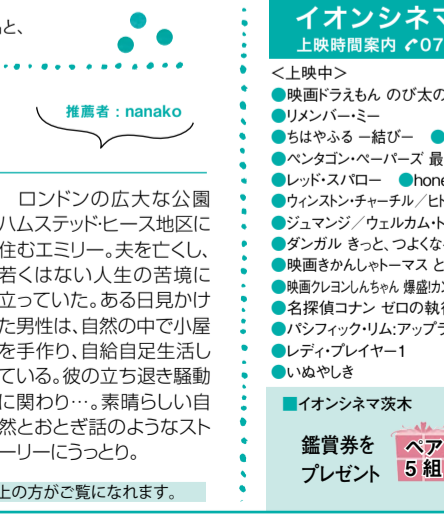 と、
推薦者：nanako
ロンドンの広大な公園
ハムステッド・ヒース地区に
住むエミリー。夫を亡くし、
若くはない人生の苦境に
立っていた。ある日見かけ
た男性は、自然の中で小屋
を手作り、自給自足生活し
ている。彼の立ち退き騒動
に関わり…。素晴らしい自
然とおとぎ話のようなスト
ーリーにうっとり。
上の方がご覧になれます。
イオンシネマ
上映時間案内 07
＜上映中＞
●映画ドラえもん のび太の
●リメンバー・ミー
●ちはやふる ー結びー ●
●ペンタゴン・ペーパーズ 最
●レッド・スパロー ●hone
●ウィンストン・チャーチル／ヒト
●ジュマンジ／ウェルカム・ト
●ダンガル きっと、つよくな
●映画きかんしゃトーマス と
●映画クレヨンしんちゃん 爆盛!カン
●名探偵コナン ゼロの執行
●パシフィック・リム:アップラ
●レディ・プレイヤー1
●いぬやしき
■イオンシネマ茨木
鑑賞券を
プレゼント
ペア
5組